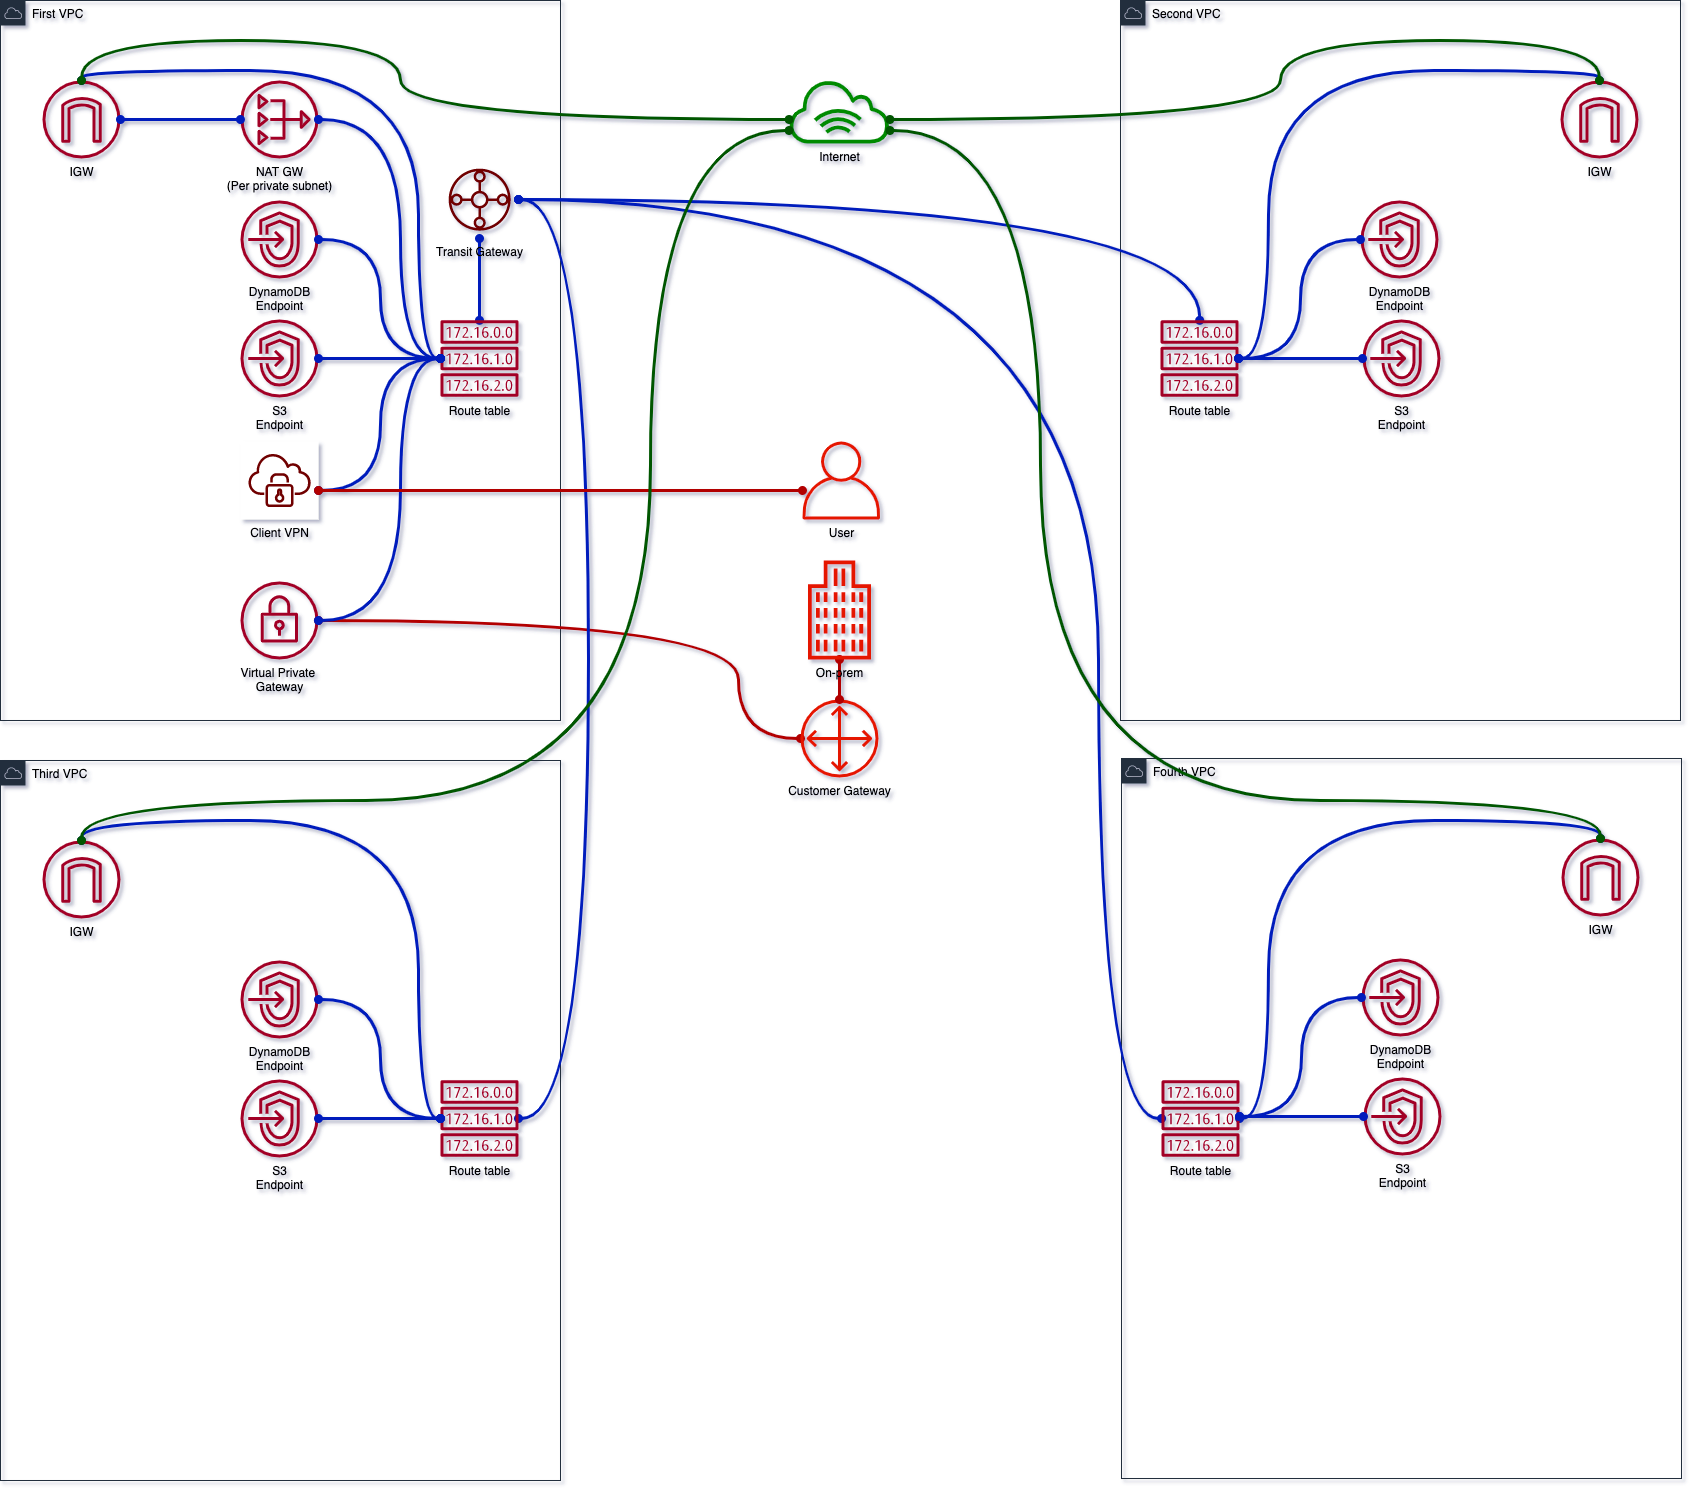 First VPC
IGW
NAT GW
(Per private subnet)
Transit Gateway
DynamoDB
Endpoint
172.16.0.0
172.16.1.0
172.16.2.0
Route table
S3
Endpoint
Client VPN
Virtual Private
Gateway
Internet
User
On-prem
Customer Gateway
Second VPC
IGW
DynamoDB
Endpoint
172.16.0.0
172.16.1.0
172.16.2.0
Route table
S3
Endpoint
Third VPC
IGW
DynamoDB
Endpoint
172.16.0.0
172.16.1.0
172.16.2.0
Route table
S3
Endpoint
Fourth VPC
IGW
DynamoDB
Endpoint
172.16.0.0
172.16.1.0
172.16.2.0
Route table
S3
Endpoint